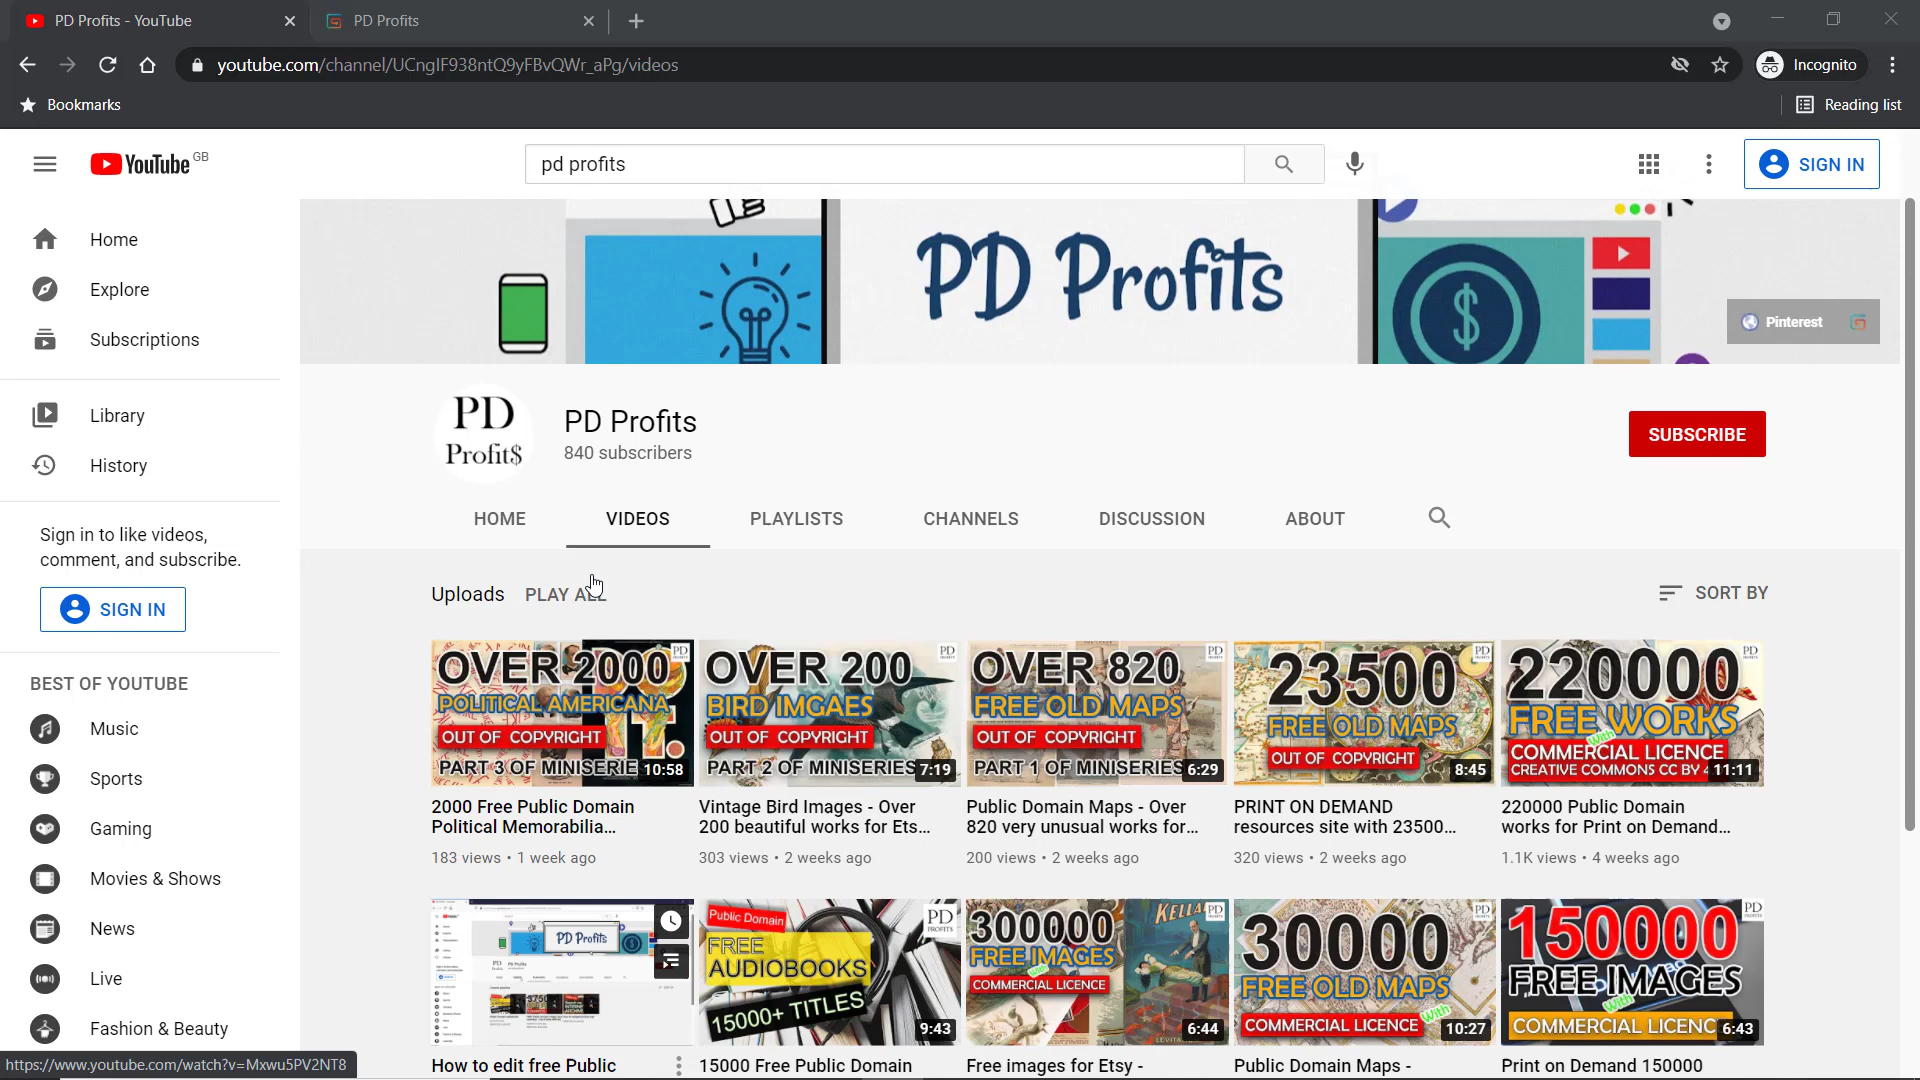 PD Profits - YouTube
PD Profits
youtube.com/channel/UCngIF938ntQ9yFBvQWr_aPg/videos
Incognito
Bookmarks
Reading list
YouTube GB
pd profits
SIGN IN
Home
Explore
Subscriptions
Library
History
Sign in to like videos,
comment, and subscribe.
SIGN IN
BEST OF YOUTUBE
Music
Sports
Gaming
Movies & Shows
News
Live
Fashion & Beauty
https://www.youtube.com/watch?v=Mxwu5PV2NT8
PD Profits
Pinterest
PD
Profit$
PD Profits
840 subscribers
SUBSCRIBE
HOME
VIDEOS
PLAYLISTS
CHANNELS
DISCUSSION
ABOUT
Uploads
PLAY ALL
SORT BY
OVER 2000
POLITICAL AMERICANA
OUT OF COPYRIGHT
PART 3 OF MINISERIES
10:58
2000 Free Public Domain
Political Memorabilia...
183 views • 1 week ago
OVER 200
BIRD IMGAES
OUT OF COPYRIGHT
PART 2 OF MINISERIES
7:19
Vintage Bird Images - Over
200 beautiful works for Ets...
303 views • 2 weeks ago
OVER 820
FREE OLD MAPS
OUT OF COPYRIGHT
PART 1 OF MINISERIES
6:29
Public Domain Maps - Over
820 very unusual works for...
200 views • 2 weeks ago
23500
FREE OLD MAPS
OUT OF COPYRIGHT
8:45
PRINT ON DEMAND
resources site with 23500...
320 views • 2 weeks ago
220000
FREE WORKS
With
COMMERCIAL LICENCE
CREATIVE COMMONS CC BY 4
11:11
220000 Public Domain
works for Print on Demand...
1.1K views • 4 weeks ago
PD Profits
How to edit free Public
Public Domain
FREE
AUDIOBOOKS
15000+ TITLES
PD
PROFITS
9:43
15000 Free Public Domain
300000
FREE IMAGES
With
COMMERCIAL LICENCE
KELLA
PD
6:44
Free images for Etsy -
30000
FREE OLD MAPS
With
COMMERCIAL LICENCE
PD
10:27
Public Domain Maps -
150000
FREE IMAGES
With
COMMERCIAL LICENC
PD
6:43
Print on Demand 150000